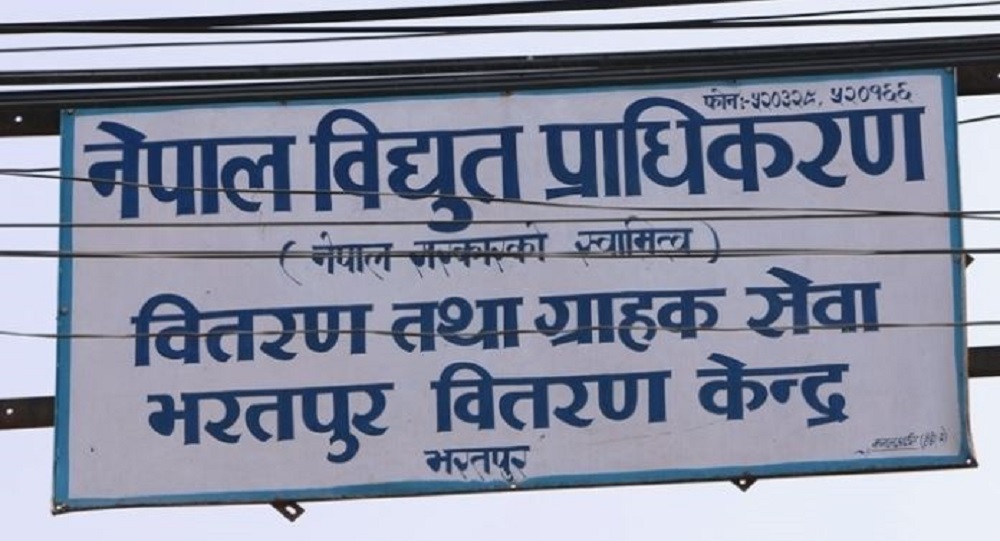 फोन:-५२०३२९, ५२०१६६
नेपाल विद्युत प्राधिकरण
( नेपाल सरकारको स्वामित्व )
वितरण तथा ग्राहक सेवा
भरतपुर वितरण केन्द्र
भरतपुर